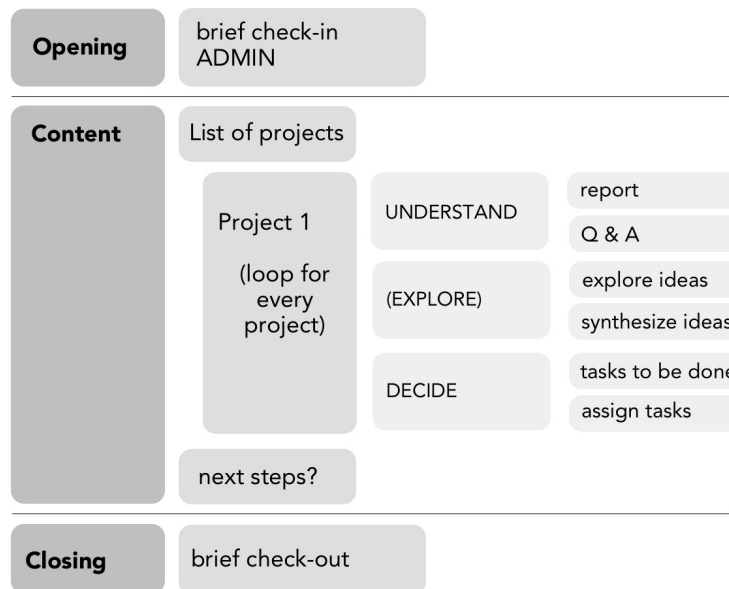 Opening
brief check-in
ADMIN
Content
List of projects
Project 1
(loop for
every
project)
UNDERSTAND
report
Q & A
(EXPLORE)
explore ideas
synthesize ideas
DECIDE
tasks to be done
assign tasks
next steps?
Closing
brief check-out